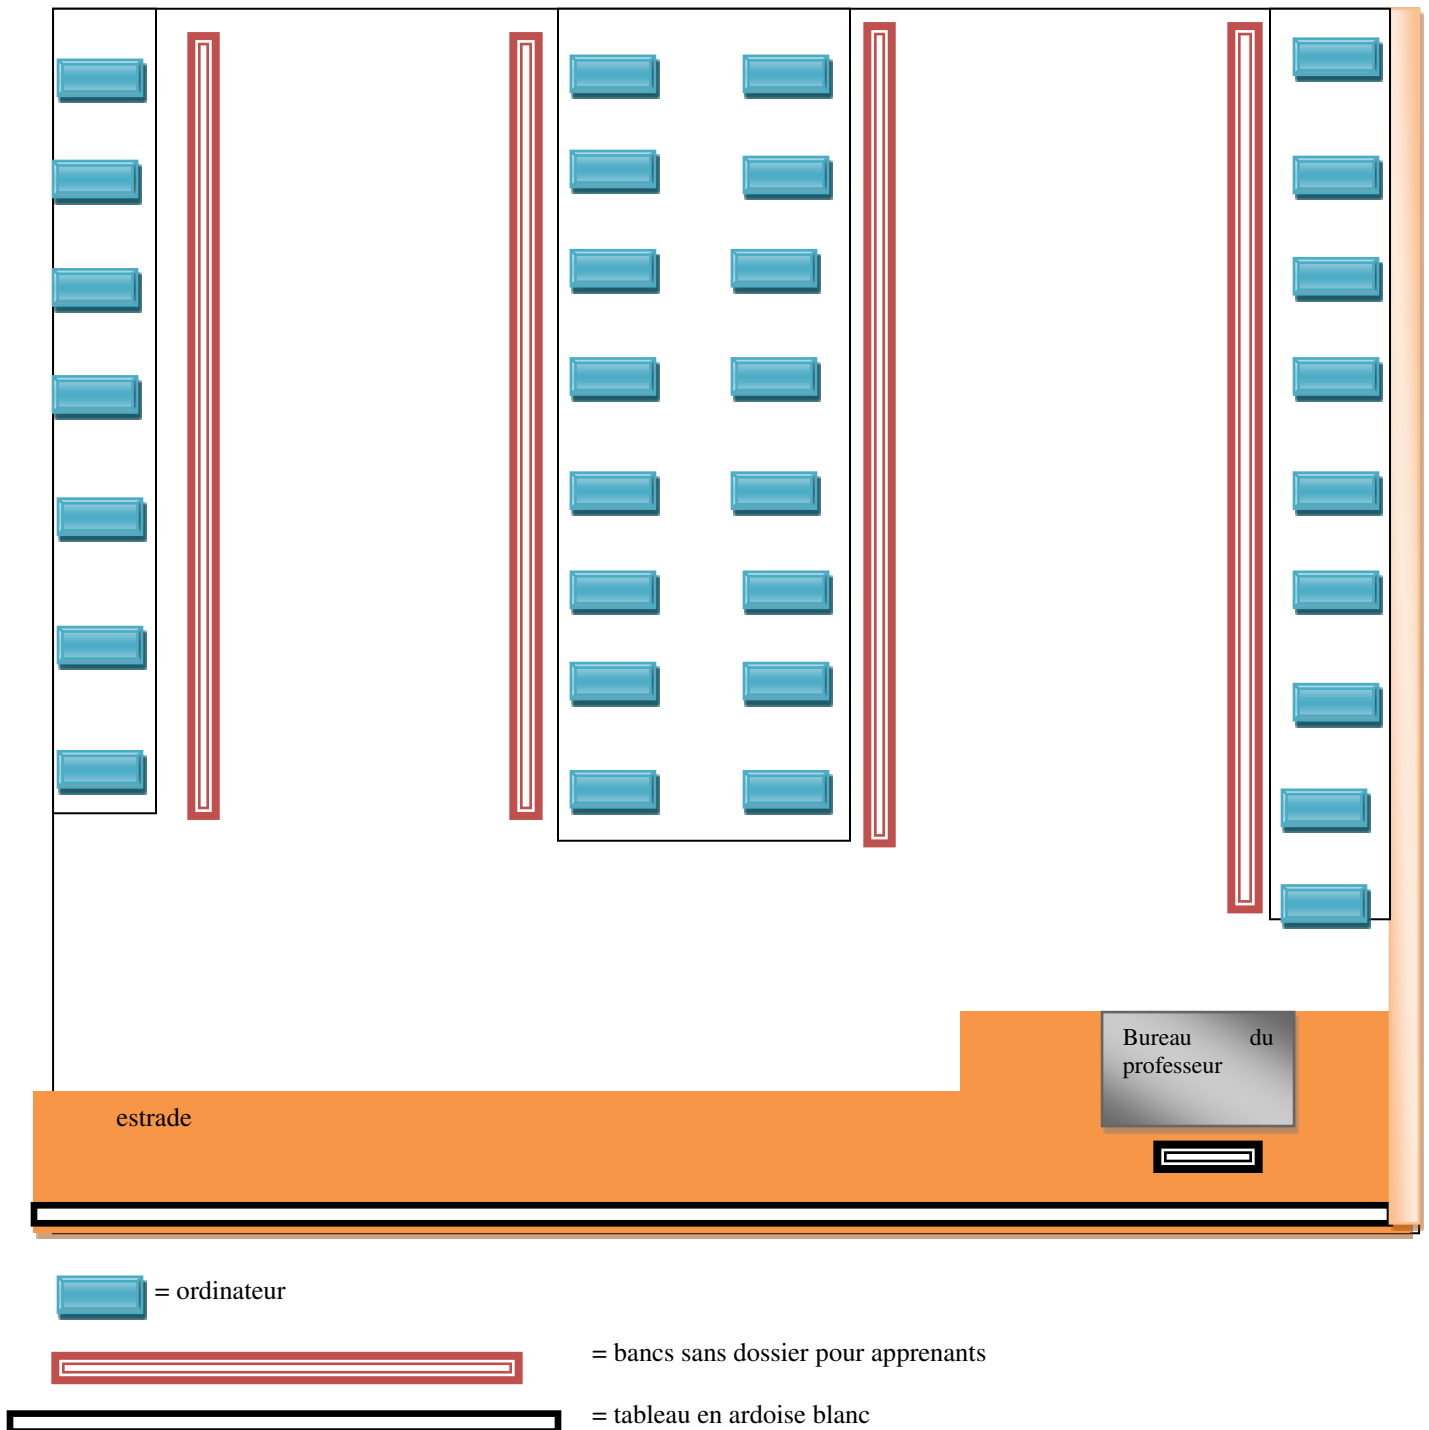 Bureau du
professeur
estrade
= ordinateur
= bancs sans dossier pour apprenants
= tableau en ardoise blanc